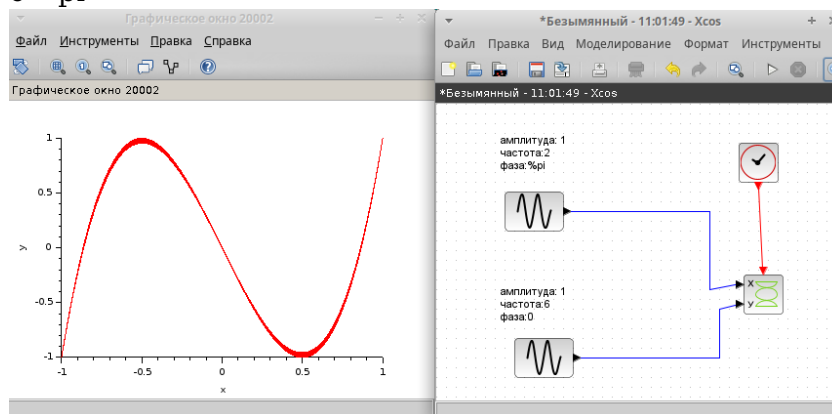 Графическое окно 20002
Файл Инструменты Правка Справка
Графическое окно 20002
1
0.5
0
-0.5
-1
y
-1 -0.5 0 0.5 1
x
*Безымянный - 11:01:49 - Xcos
Файл Правка Вид Моделирование Формат Инструменты
*Безымянный - 11:01:49 - Xcos
амплитуда: 1
частота:2
фаза:%pi
амплитуда: 1
частота:6
фаза:0
X
y